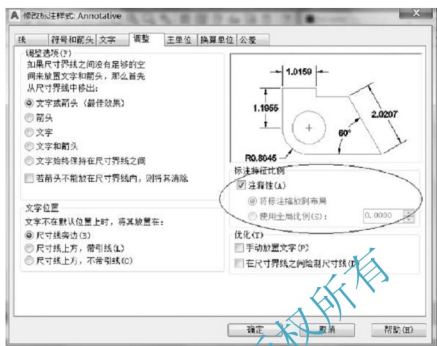 修改标注样式: Annotative
线 符号和箭头 文字 调整 主单位 换算单位 公差
调整选项(F)
如果尺寸界线之间没有足够的空
间来放置文字和箭头，那么首先
从尺寸界线中移出:
文字或箭头 (最佳效果)
箭头
文字
文字和箭头
文字始终保持在尺寸界线之间
若箭头不能放在尺寸界线内，则将其消除
文字位置
文字不在默认位置上时，将其放置在:
尺寸线旁边(B)
尺寸线上方，带引线(L)
尺寸线上方，不带引线(O)
1.0159
1.1955
2.0207
60°
R0.8045
标注特征比例
注释性(A)
将标注缩放到布局
使用全局比例(S):
0.0000
优化(T)
手动放置文字(P)
在尺寸界线之间绘制尺寸线
确定
取消
帮助(H)
版权所有